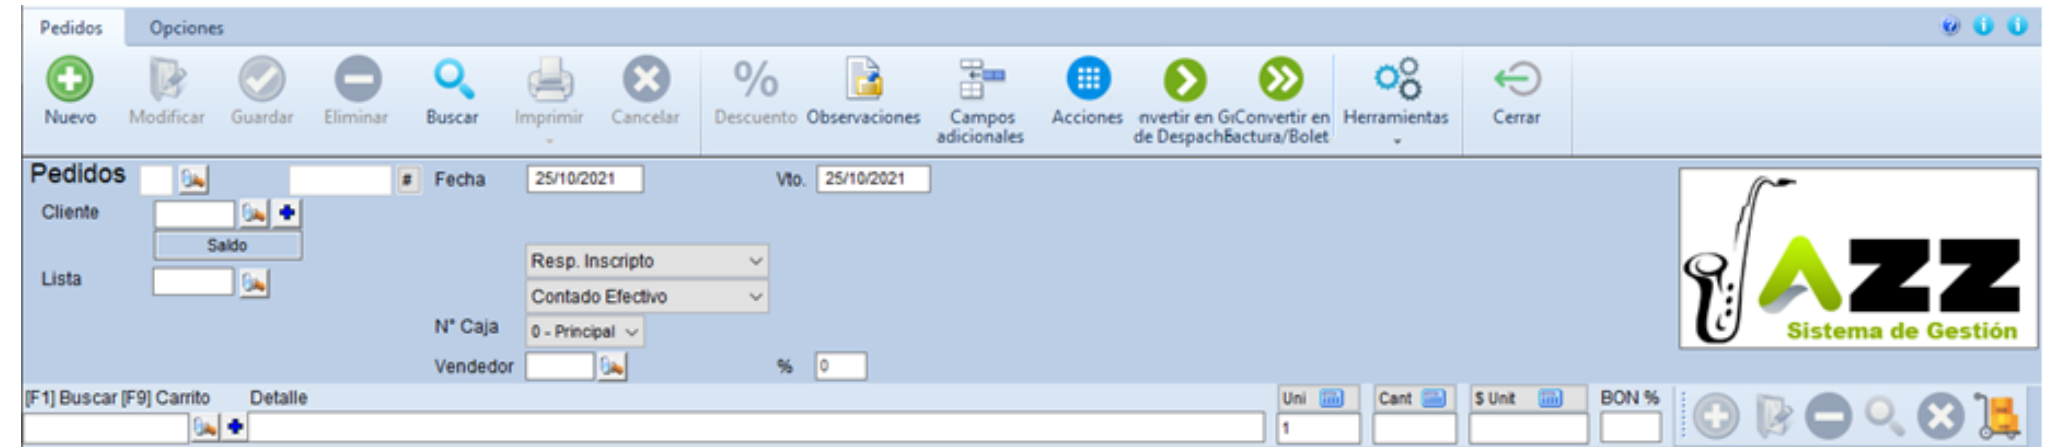 Pedidos Opciones
Nuevo Modificar Guardar Eliminar Buscar Imprimir Cancelar Descuento Observaciones Campos Acciones nvertir en Gi Convertir en Herramientas Cerrar
adicionales de Despach Factura/Bolet
Pedidos # Fecha 25/10/2021 Vto. 25/10/2021
Cliente
Saldo
Resp. Inscripto
Lista
Contado Efectivo
N° Caja 0 - Principal
Vendedor % 0
[F1] Buscar [F9] Carrito Detalle Uni Cant $ Unit BON %
1
AZZ
Sistema de Gestión